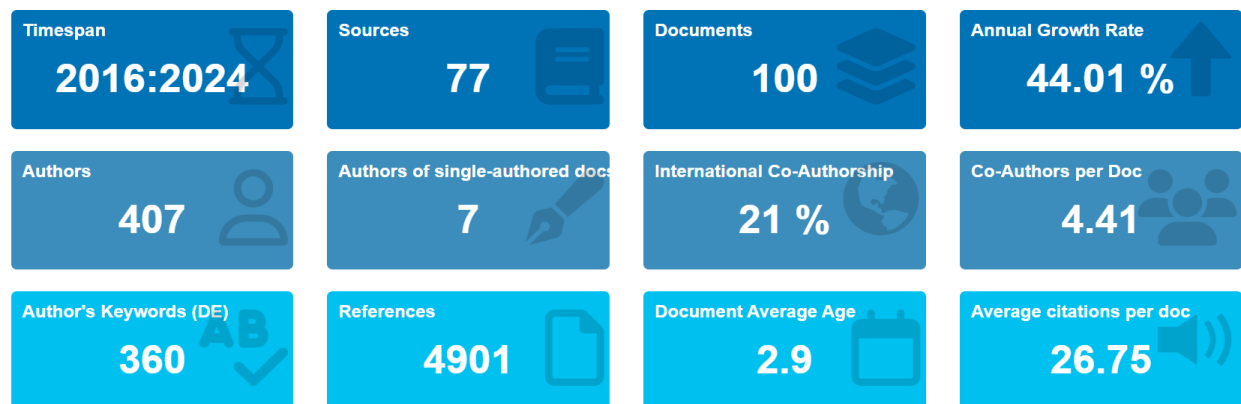 Timespan
2016:2024
Sources
77
Documents
100
Annual Growth Rate
44.01 %
Authors
407
Authors of single-authored docs
7
International Co-Authorship
21 %
Co-Authors per Doc
4.41
Author's Keywords (DE)
360
AB
References
4901
Document Average Age
2.9
Average citations per doc
26.75